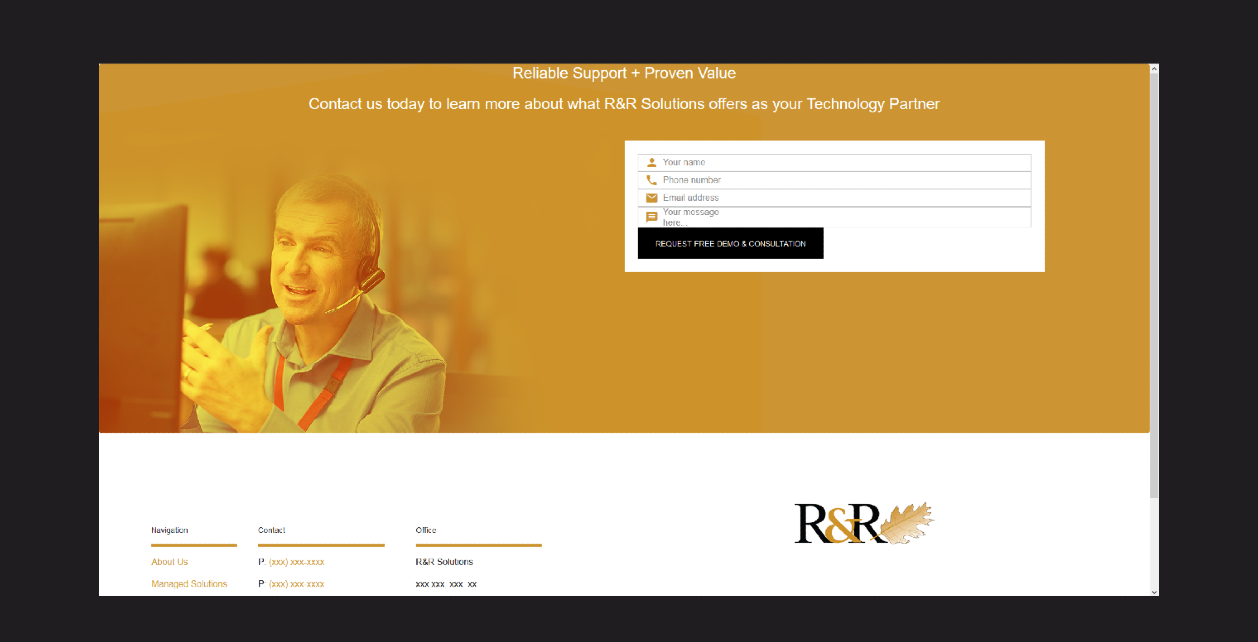 Reliable Support + Proven Value
Contact us today to learn more about what R&R Solutions offers as your Technology Partner
Your name
Phone number
Email address
Your message
here...
REQUEST FREE DEMO & CONSULTATION
R&R
Navigation
Contact
Office
About Us
P (xxx) xxx-xxxx
R&R Solutions
Managed Solutions
P (xxx) xxx-xxxx
xxx xxx xxx xx